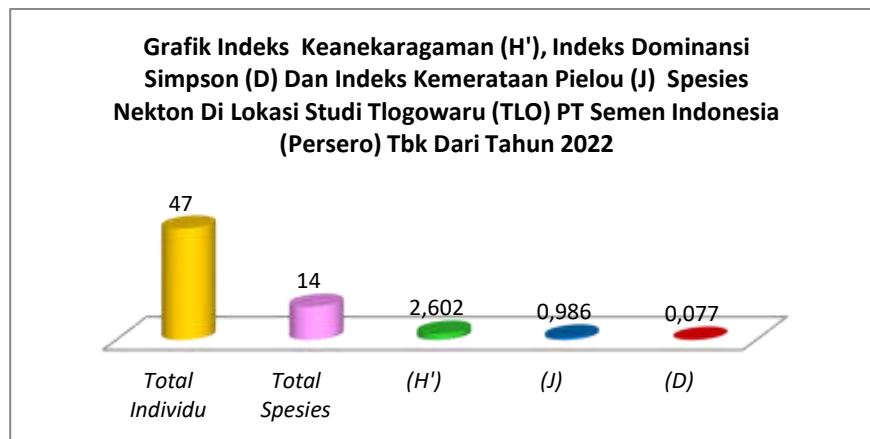 Grafik Indeks Keanekaragaman (H'), Indeks Dominansi
Simpson (D) Dan Indeks Kemerataan Pielou (J) Spesies
Nekton Di Lokasi Studi Tlogowaru (TLO) PT Semen Indonesia
(Persero) Tbk Dari Tahun 2022
47
14
2,602
0,986
0,077
Total
Individu
Total
Spesies
(H')
(J)
(D)